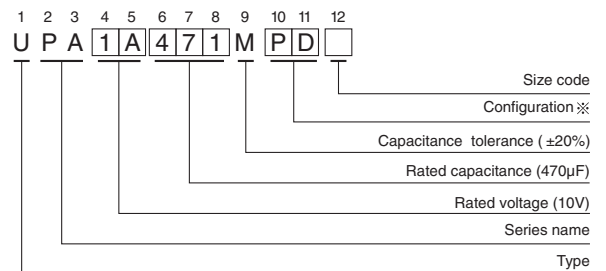 1 2 3 4 5 6 7 8 9 10 11 12
U P A 1 A 4 7 1 M P D
Size code
Configuration ※
Capacitance tolerance ( ±20%)
Rated capacitance (470µF)
Rated voltage (10V)
Series name
Type